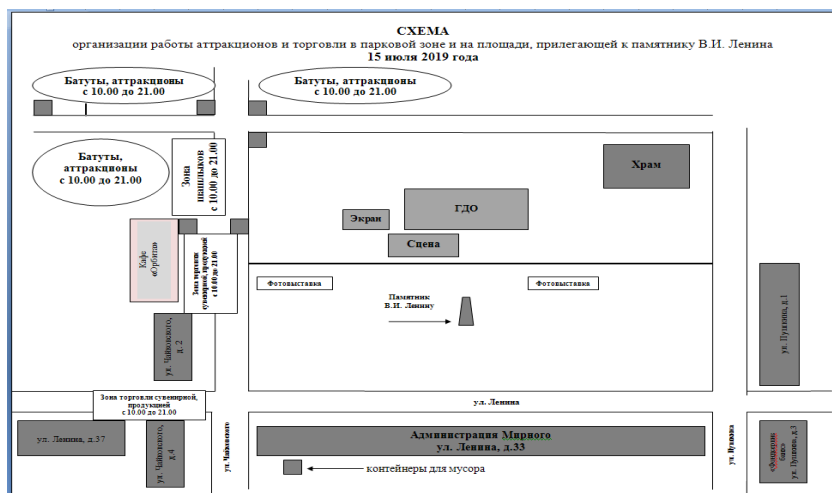 СХЕМА
организации работы аттракционов и торговли в парковой зоне и на площади, прилегающей к памятнику В.И. Ленина
15 июля 2019 года
Батуты, аттракционы
с 10.00 до 21.00
Батуты, аттракционы
с 10.00 до 21.00
Батуты,
аттракционы
с 10.00 до 21.00
Зона
шашлыков
с 10.00 до 21.00
Храм
ГДО
Экран
Сцена
Кафе
«Орбита»
Зона торговли
сувенирной, продукцией
с 10.00 до 21.00
Фотовыставка
Фотовыставка
Памятник
В.И. Ленину
ул. Пушкина, д.1
ул. Чайковского,
д. 2
Зона торговли сувенирной,
продукцией
с 10.00 до 21.00
ул. Ленина
ул. Ленина, д.37
ул. Чайковского,
д.4
ул. Чайковского
Администрация Мирного
ул. Ленина, д.33
ул. Пушкина
банк»
ул. Пушкина, д.3
контейнеры для мусора